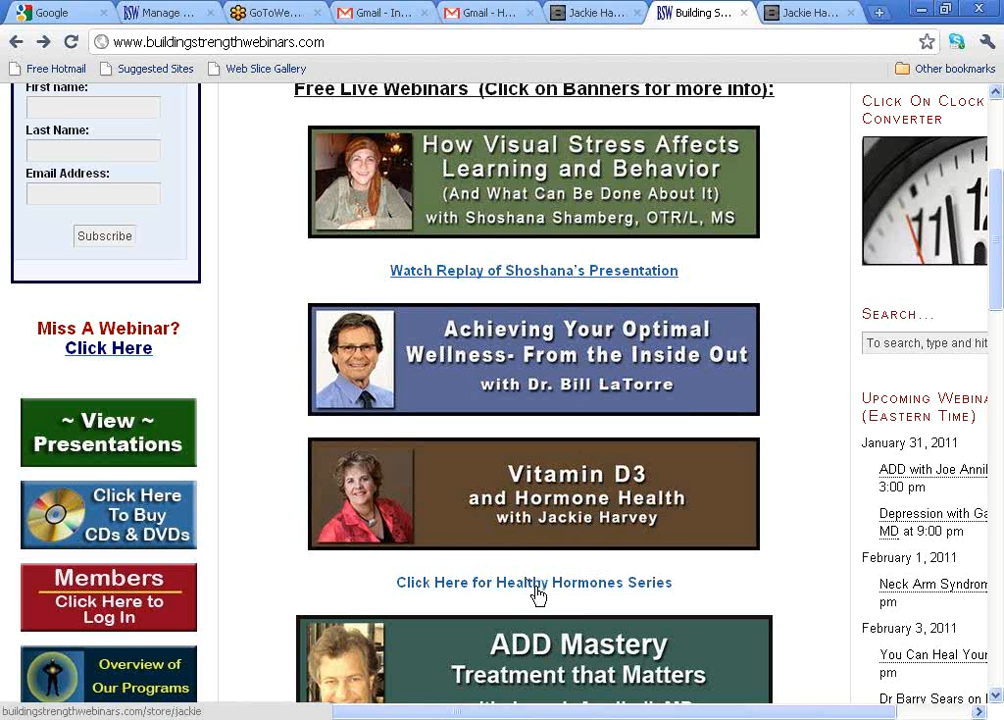 Google
BSW Manage ...
GoToWe...
Gmail - In...
Gmail - H...
Jackie Ha...
BSW Building S...
Jackie Ha...
www.buildingstrengthwebinars.com
Free Hotmail
Suggested Sites
Web Slice Gallery
Other bookmarks
First name:
Last Name:
Email Address:
Subscribe
Miss A Webinar?
Click Here
~ View ~
Presentations
Click Here
To Buy
CDs & DVDs
Members
Click Here to
Log In
Overview of
Our Programs
Free Live Webinars (Click on Banners for more info):
How Visual Stress Affects
Learning and Behavior
(And What Can Be Done About It)
with Shoshana Shamberg, OTR/L, MS
Watch Replay of Shoshana's Presentation
Achieving Your Optimal
Wellness- From the Inside Out
with Dr. Bill LaTorre
Vitamin D3
and Hormone Health
with Jackie Harvey
Click Here for Healthy Hormones Series
ADD Mastery
Treatment that Matters
Click On Clock
Converter
11
Search...
To search, type and hit
Upcoming Webina
(Eastern Time)
January 31, 2011
ADD with Joe Annil
3:00 pm
Depression with Ga
MD at 9:00 pm
February 1, 2011
Neck Arm Syndrom
pm
February 3, 2011
You Can Heal Your
pm
Dr Barry Sears on
buildingstrengthwebinars.com/store/jackie